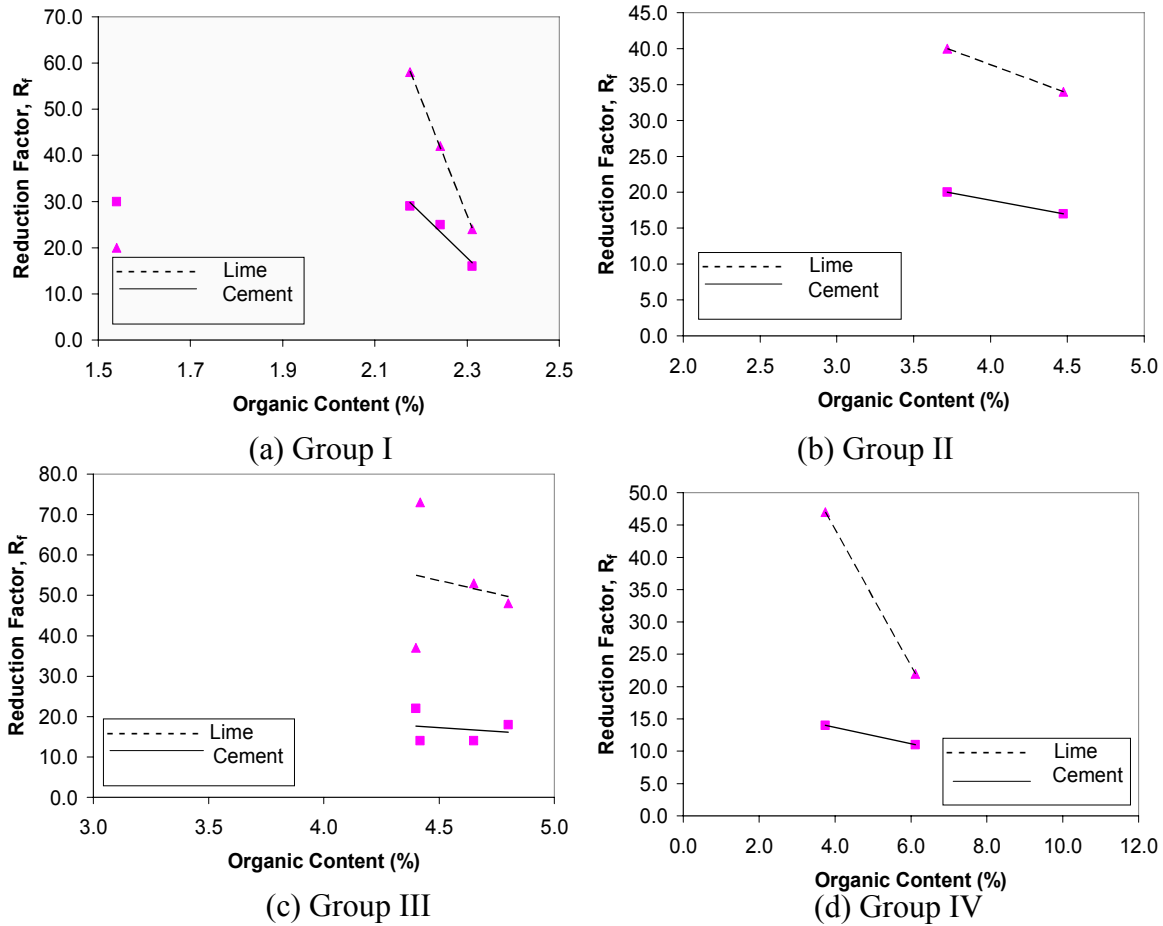 70.0
60.0
50.0
40.0
30.0
20.0
10.0
0.0
Reduction Factor, Rf
Lime
Cement
1.5 1.7 1.9 2.1 2.3 2.5
Organic Content (%)
(a) Group I
45.0
40.0
35.0
30.0
25.0
20.0
15.0
10.0
5.0
0.0
Reduction Factor, Rf
Lime
Cement
2.0 2.5 3.0 3.5 4.0 4.5 5.0
Organic Content (%)
(b) Group II
80.0
70.0
60.0
50.0
40.0
30.0
20.0
10.0
0.0
Reduction Factor, Rf
Lime
Cement
3.0 3.5 4.0 4.5 5.0
Organic Content (%)
(c) Group III
50.0
45.0
40.0
35.0
30.0
25.0
20.0
15.0
10.0
5.0
0.0
Reduction Factor, Rf
Lime
Cement
0.0 2.0 4.0 6.0 8.0 10.0 12.0
Organic Content (%)
(d) Group IV